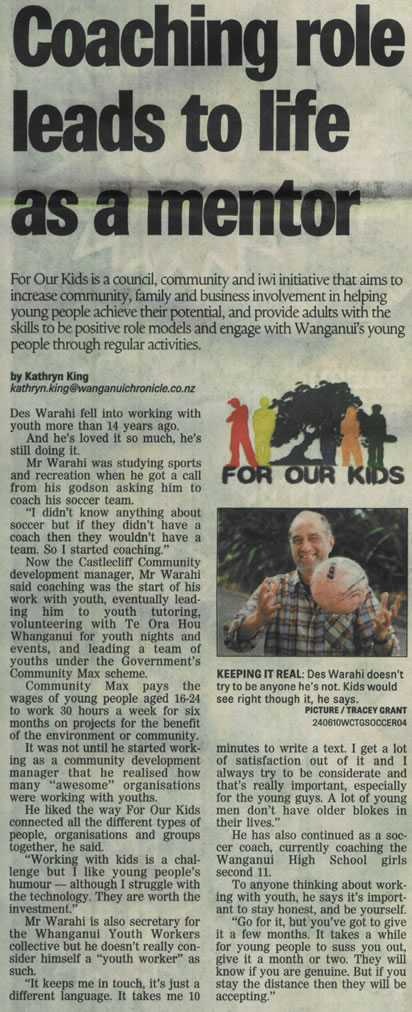 Coaching role
leads to life
as a mentor
For Our Kids is a council, community and iwi initiative that aims to
increase community, family and business involvement in helping
young people achieve their potential, and provide adults with the
skills to be positive role models and engage with Wanganui's young
people through regular activities.
by Kathryn King
kathryn.king@wanganuichronicle.co.nz
Des Warahi fell into working with
youth more than 14 years ago.
And he's loved it so much, he's
still doing it.
Mr Warahi was studying sports
and recreation when he got a call
from his godson asking him to
coach his soccer team.
"I didn't know anything about
soccer but if they didn't have a
coach then they wouldn't have a
team. So I started coaching."
Now the Castlecliff Community
development manager, Mr Warahi
said coaching was the start of his
work with youth, eventually lead-
ing him to youth tutoring,
volunteering with Te Ora Hou
Whanganui for youth nights and
events, and leading a team of
youths under the Government's
Community Max scheme.
Community Max pays the
wages of young people aged 16-24
to work 30 hours a week for six
months on projects for the benefit
of the environment or community.
It was not until he started work-
ing as a community development
manager that he realised how
many "awesome" organisations
were working with youths.
He liked the way For Our Kids
connected all the different types of
people, organisations and groups
together, he said.
"Working with kids is a chal-
lenge but I like young people's
humour — although I struggle with
the technology. They are worth the
investment."
Mr Warahi is also secretary for
the Whanganui Youth Workers
collective but he doesn't really con-
sider himself a "youth worker" as
such.
"It keeps me in touch, it's just a
different language. It takes me 10
FOR OUR KIDS
KEEPING IT REAL: Des Warahi doesn't
try to be anyone he's not. Kids would
see right though it, he says.
PICTURE / TRACEY GRANT
240610WCTGSOCCER04
minutes to write a text. I get a lot
of satisfaction out of it and I
always try to be considerate and
that's really important, especially
for the young guys. A lot of young
men don't have older blokes in
their lives."
He has also continued as a soc-
cer coach, currently coaching the
Wanganui High School girls
second 11.
To anyone thinking about work-
ing with youth, he says it's import-
ant to stay honest, and be yourself.
"Go for it, but you've got to give
it a few months. It takes a while
for young people to suss you out,
give it a month or two. They will
know if you are genuine. But if you
stay the distance then they will be
accepting."